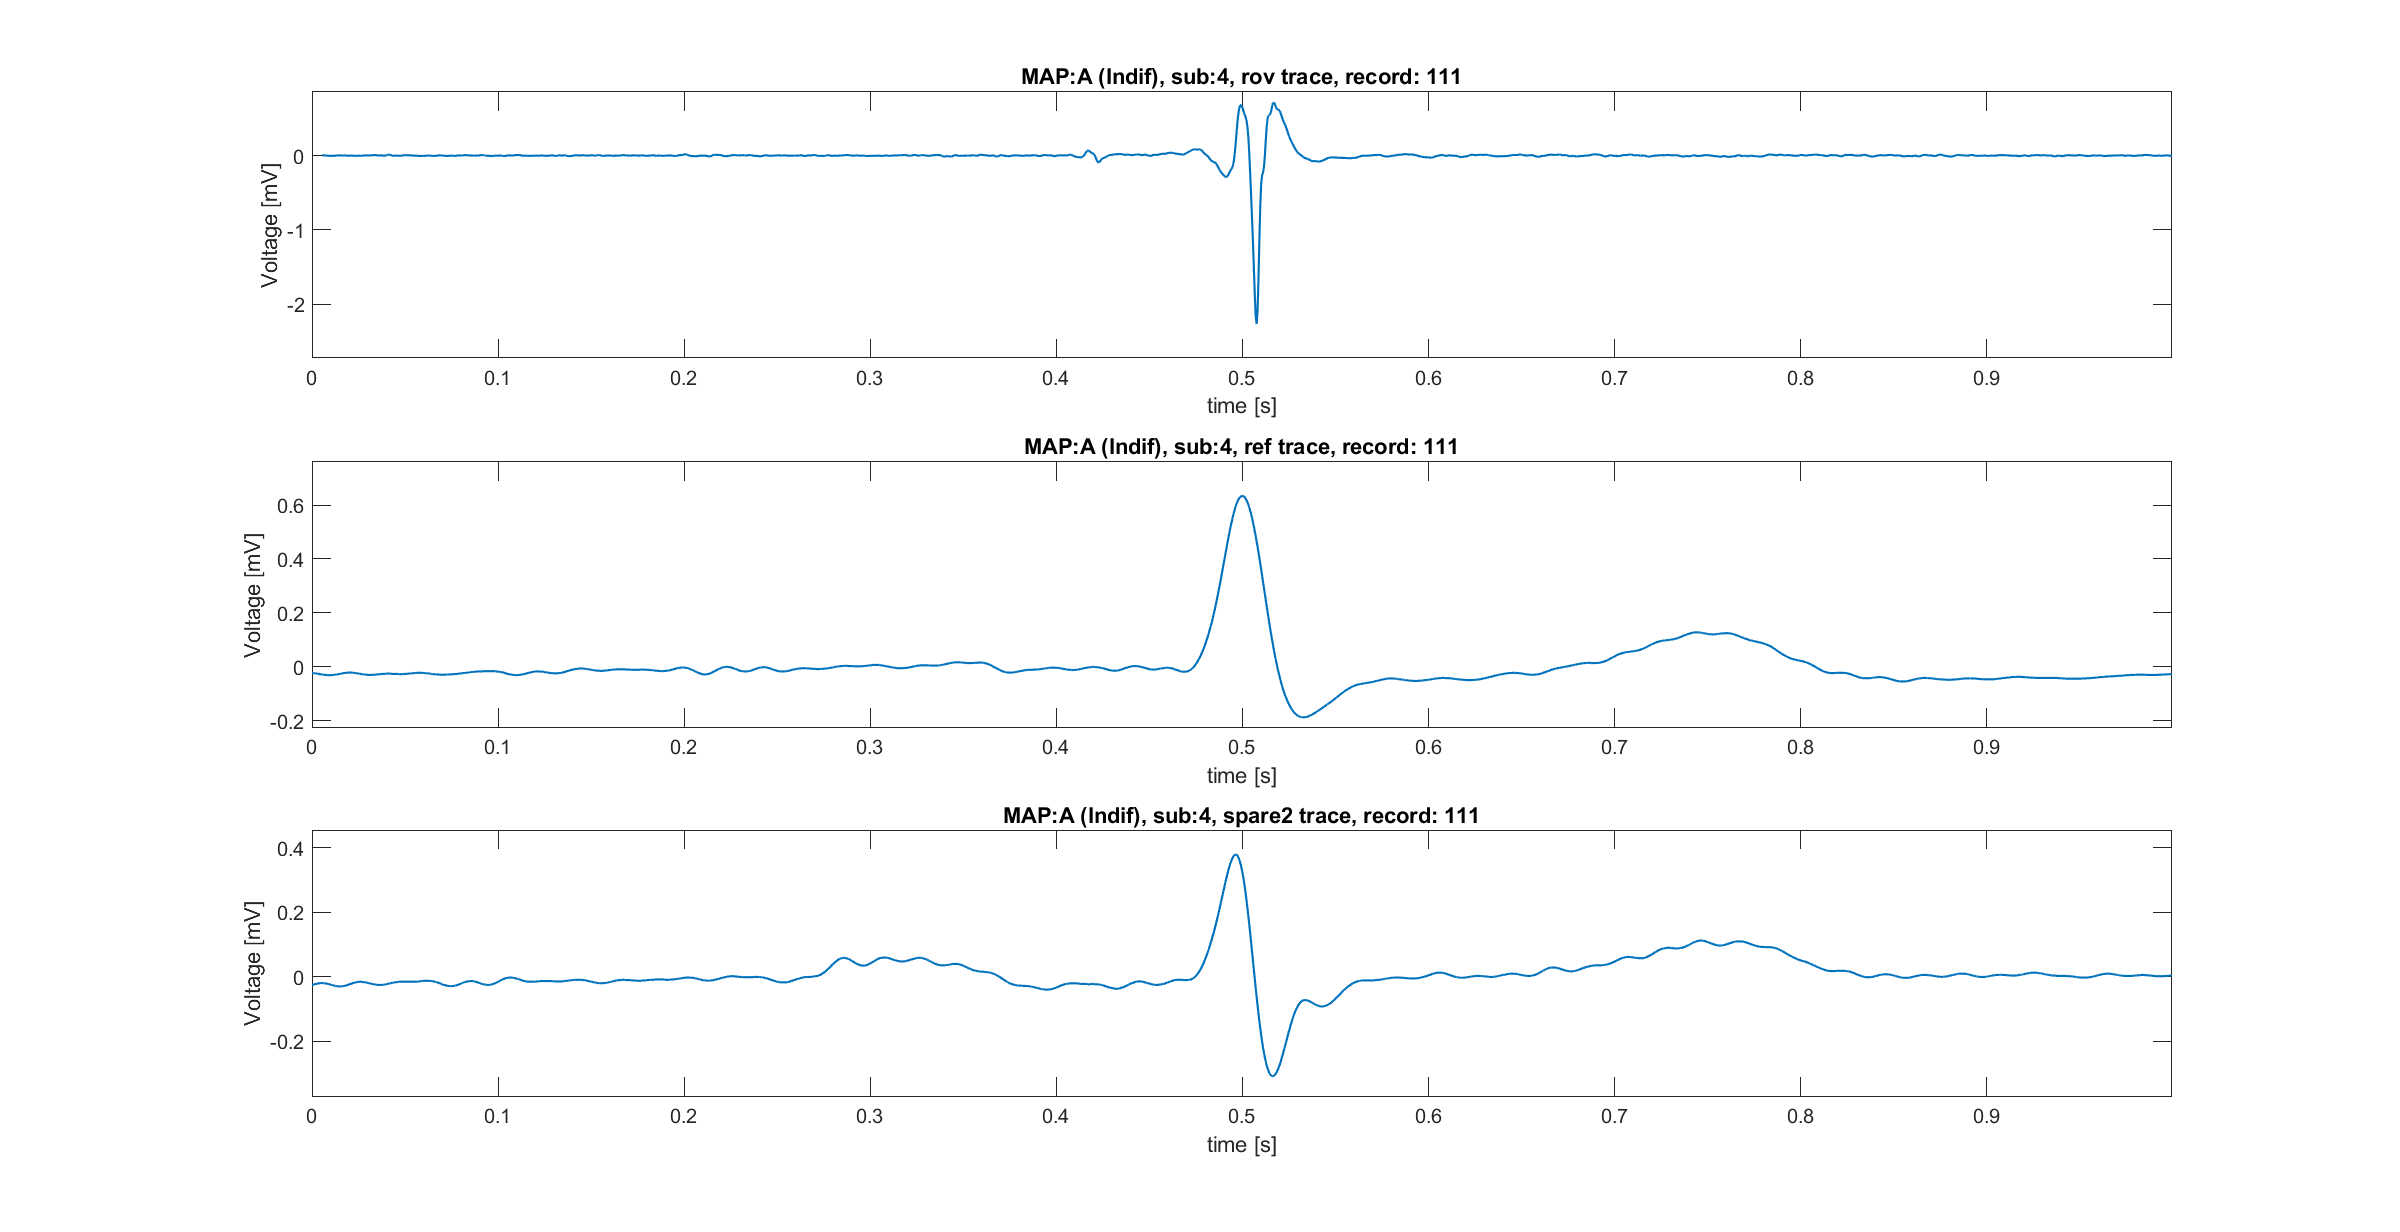 MAP:A (Indif), sub:4, rov trace, record: 111
Voltage [mV]
0
-1
-2
0 0.1 0.2 0.3 0.4 0.5 0.6 0.7 0.8 0.9
time [s]
MAP:A (Indif), sub:4, ref trace, record: 111
Voltage [mV]
0.6
0.4
0.2
0
-0.2
0 0.1 0.2 0.3 0.4 0.5 0.6 0.7 0.8 0.9
time [s]
MAP:A (Indif), sub:4, spare2 trace, record: 111
Voltage [mV]
0.4
0.2
0
-0.2
0 0.1 0.2 0.3 0.4 0.5 0.6 0.7 0.8 0.9
time [s]